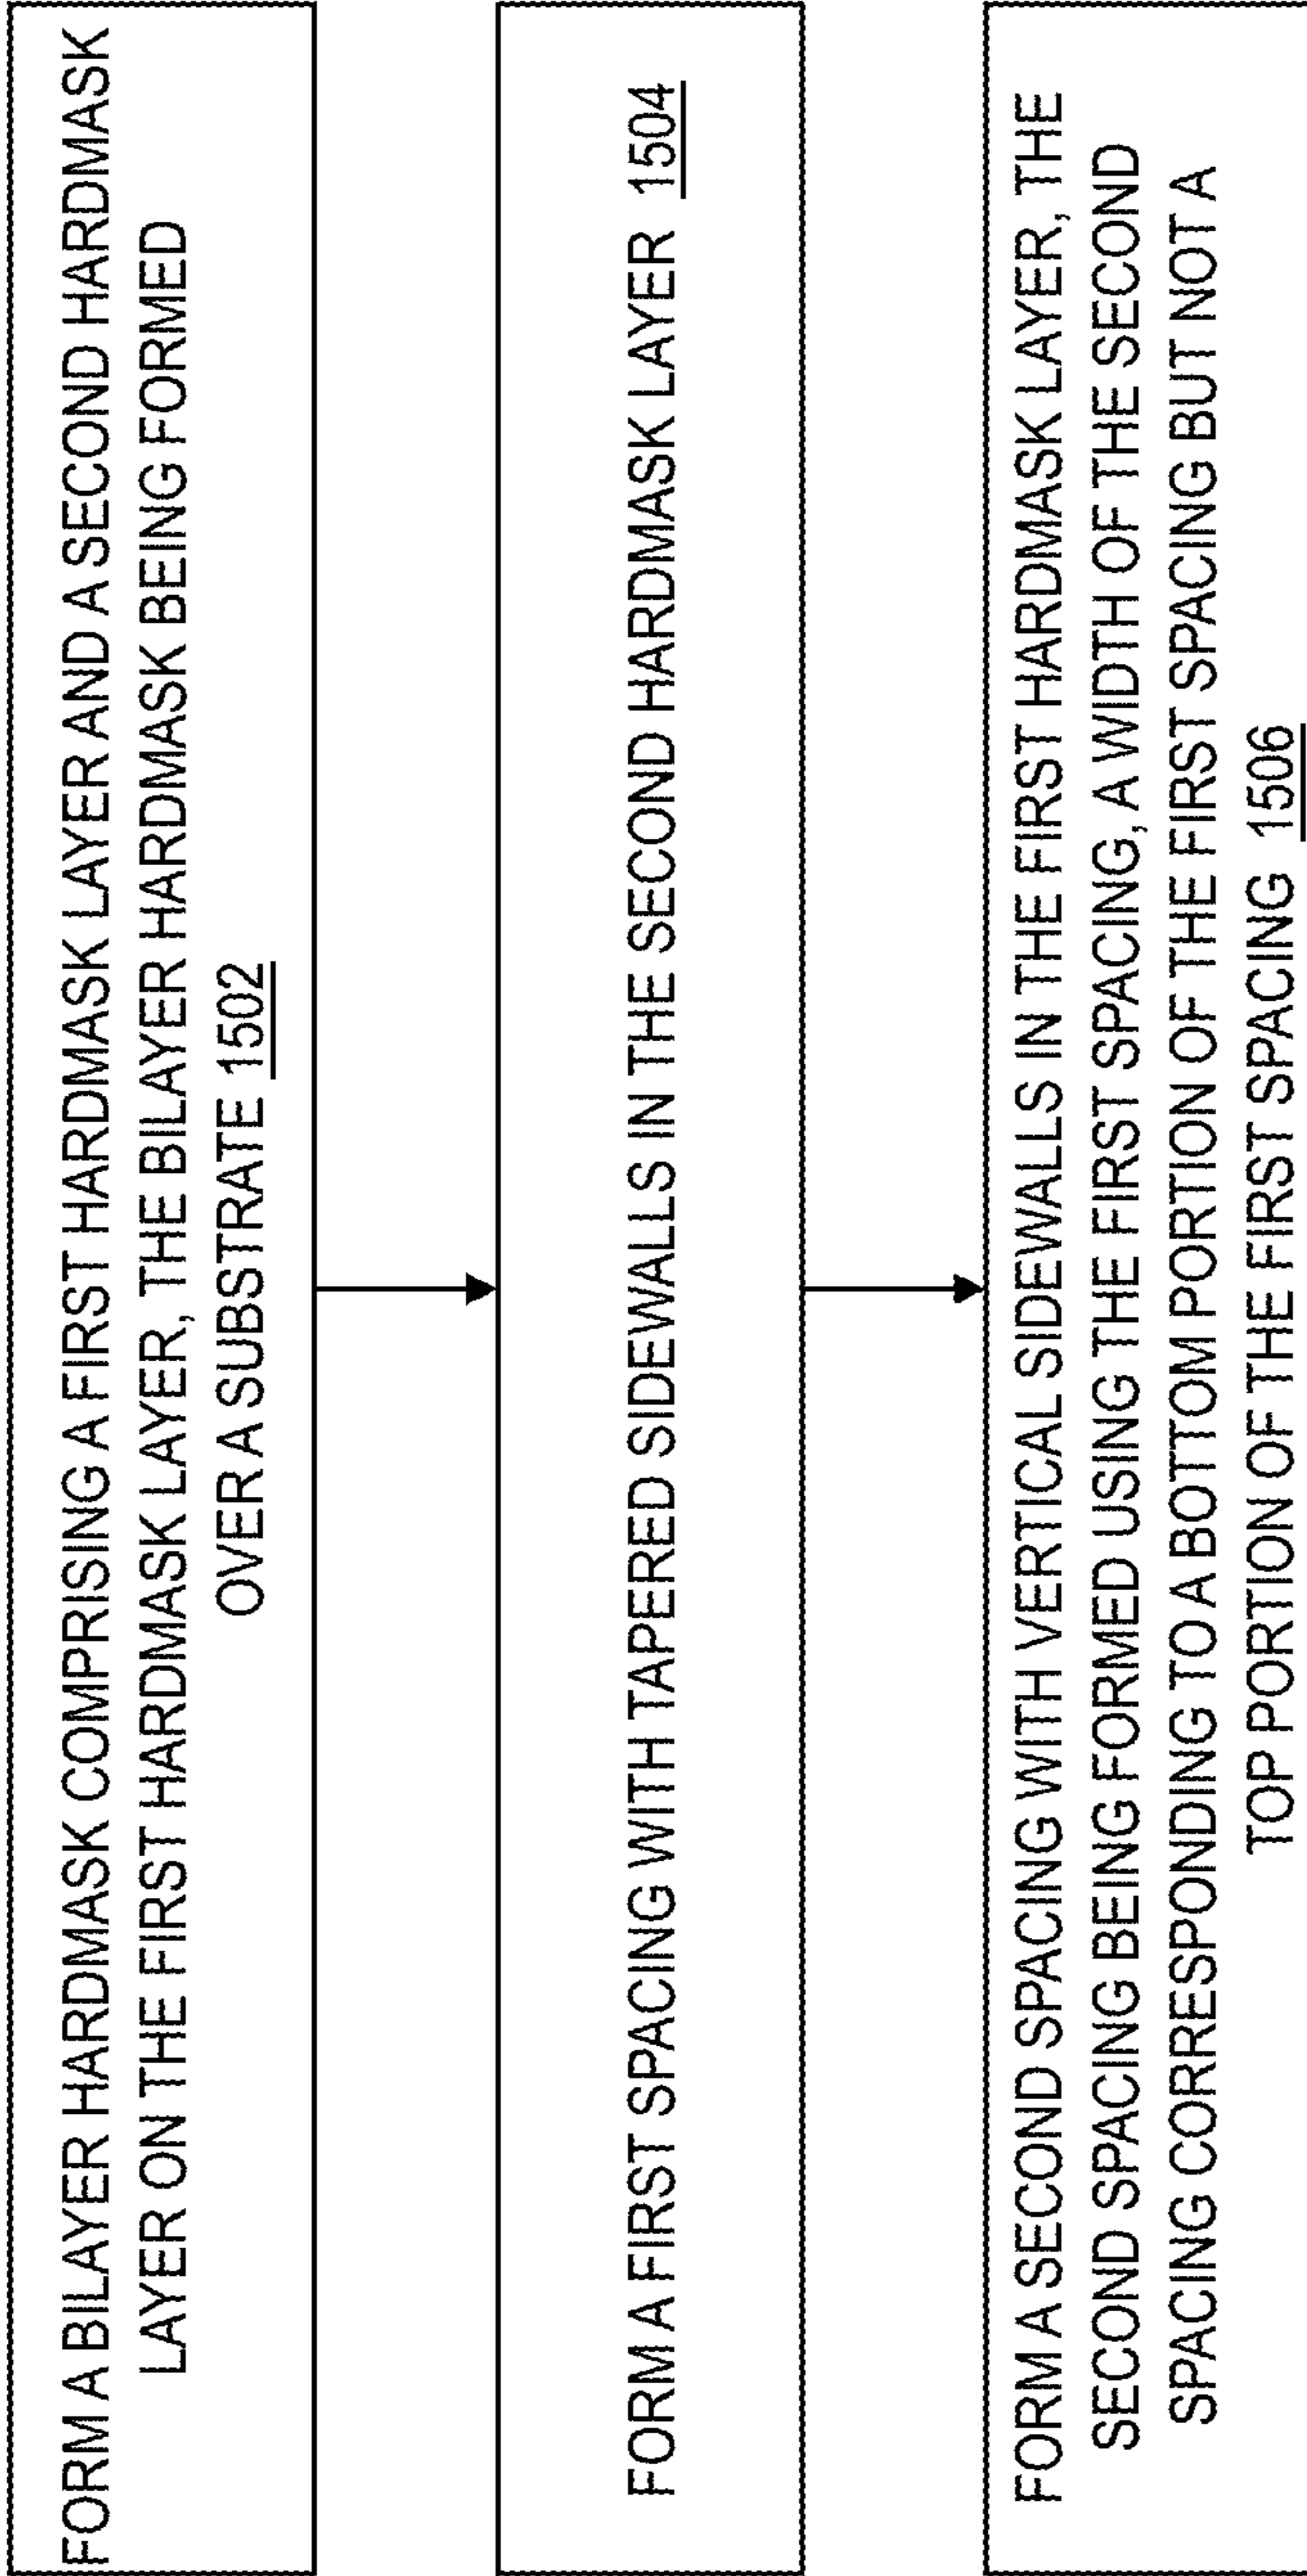 FORM A BILAYER HARDMASK COMPRISING A FIRST HARDMASK LAYER AND A SECOND HARDMASK
LAYER ON THE FIRST HARDMASK LAYER, THE BILAYER HARDMASK BEING FORMED
OVER A SUBSTRATE 1502
FORM A FIRST SPACING WITH TAPERED SIDEWALLS IN THE SECOND HARDMASK LAYER 1504
FORM A SECOND SPACING WITH VERTICAL SIDEWALLS IN THE FIRST HARDMASK LAYER, THE
SECOND SPACING BEING FORMED USING THE FIRST SPACING, A WIDTH OF THE SECOND
SPACING CORRESPONDING TO A BOTTOM PORTION OF THE FIRST SPACING BUT NOT A
TOP PORTION OF THE FIRST SPACING 1506